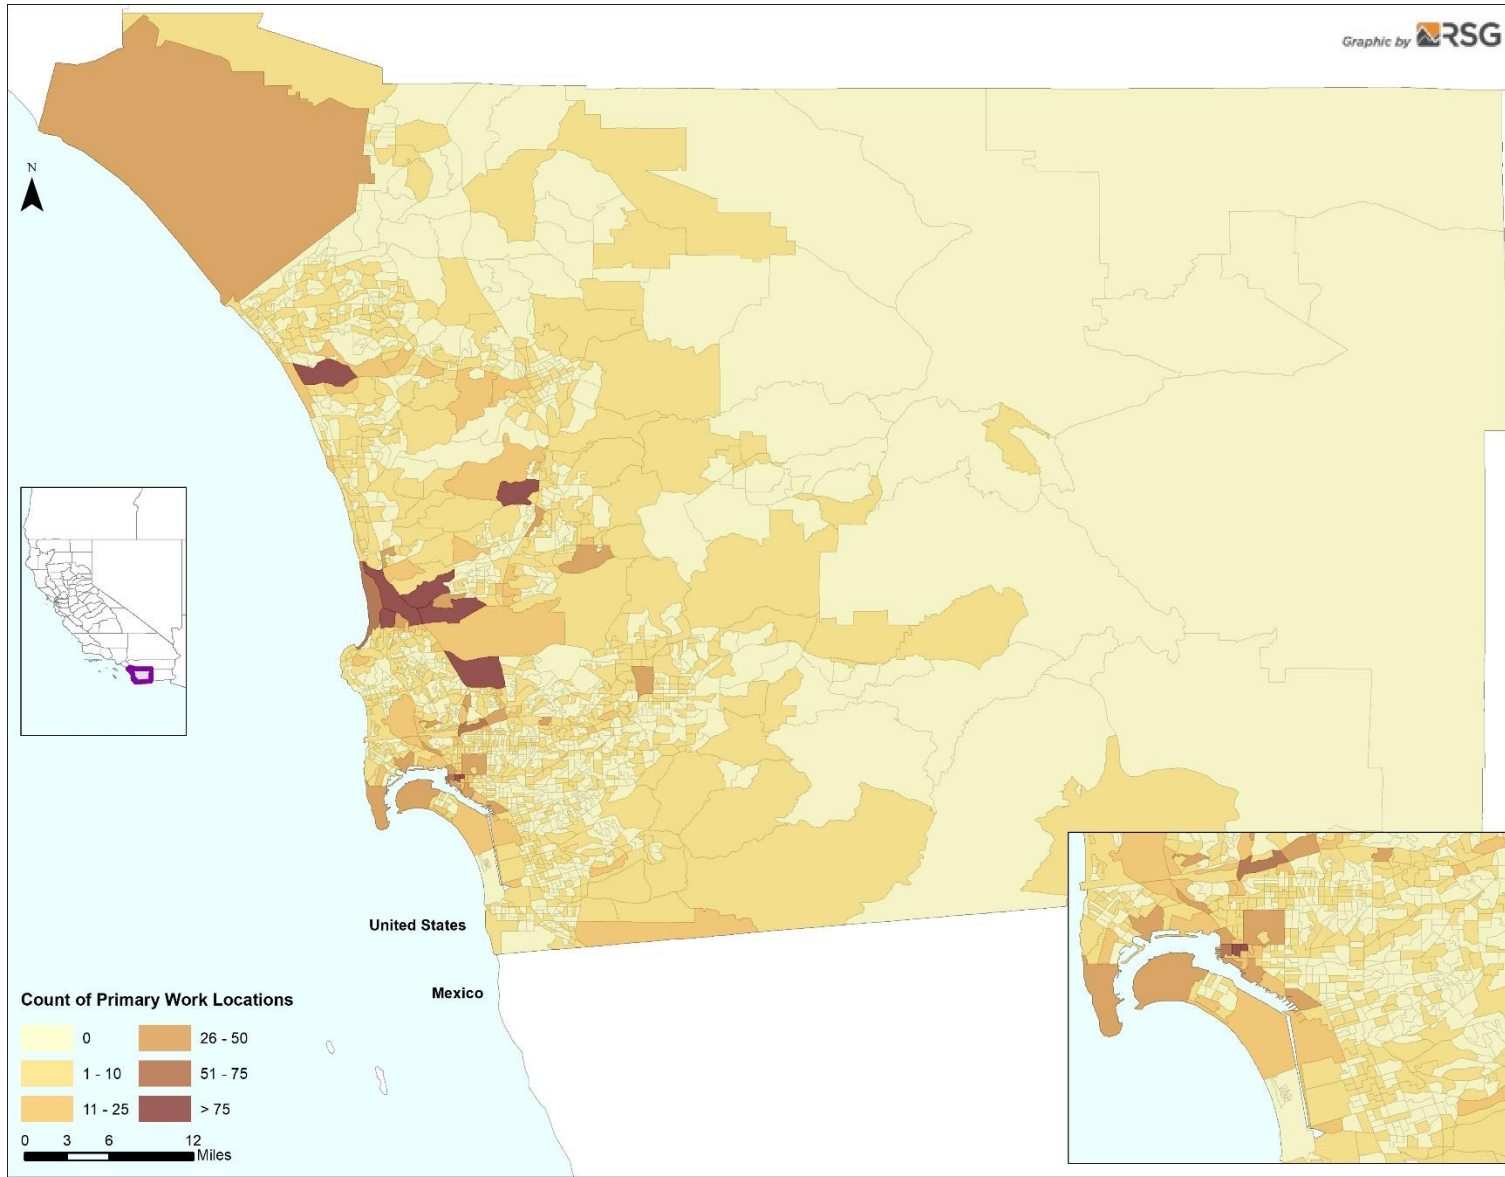 Graphic by RSG
N
United States
Mexico
Count of Primary Work Locations
0
26 - 50
1 - 10
51 - 75
11 - 25
> 75
0 3 6 12
Miles